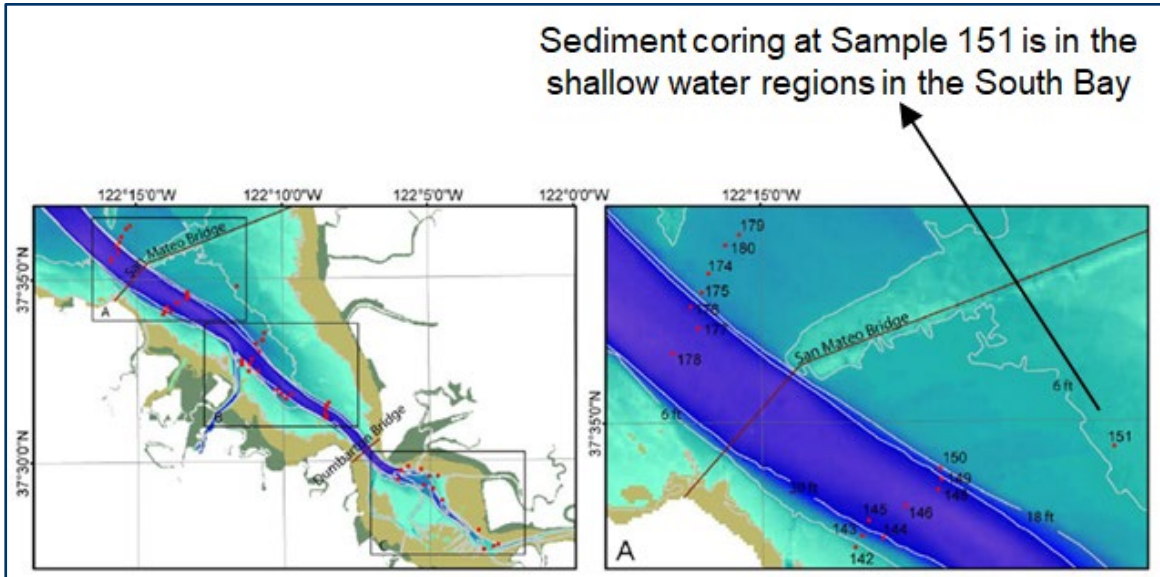 Sediment coring at Sample 151 is in the
shallow water regions in the South Bay
122°15'0"W
122°10'0"W
122°5'0"W
122°0'0"W
37°35'0"N
37°30'0"N
San Mateo Bridge
A
B
Dumbarton Bridge
C
122°15'0"W
37°35'0"N
179
180
174
175
176
177
178
San Mateo Bridge
6 ft
6 ft
151
150
149
148
30 ft
146
145
18 ft
143
144
142
A